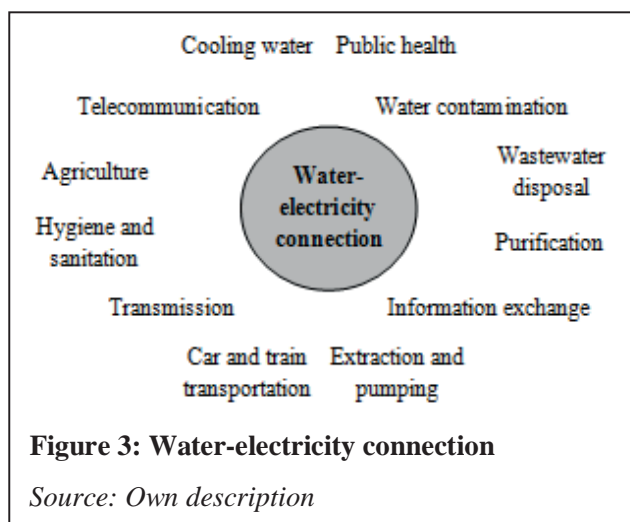 Cooling water Public health
Telecommunication Water contamination
Agriculture
Wastewater
disposal
Water-
electricity
connection
Hygiene and
sanitation
Purification
Transmission Information exchange
Car and train
transportation
Extraction and
pumping
Figure 3: Water-electricity connection
Source: Own description